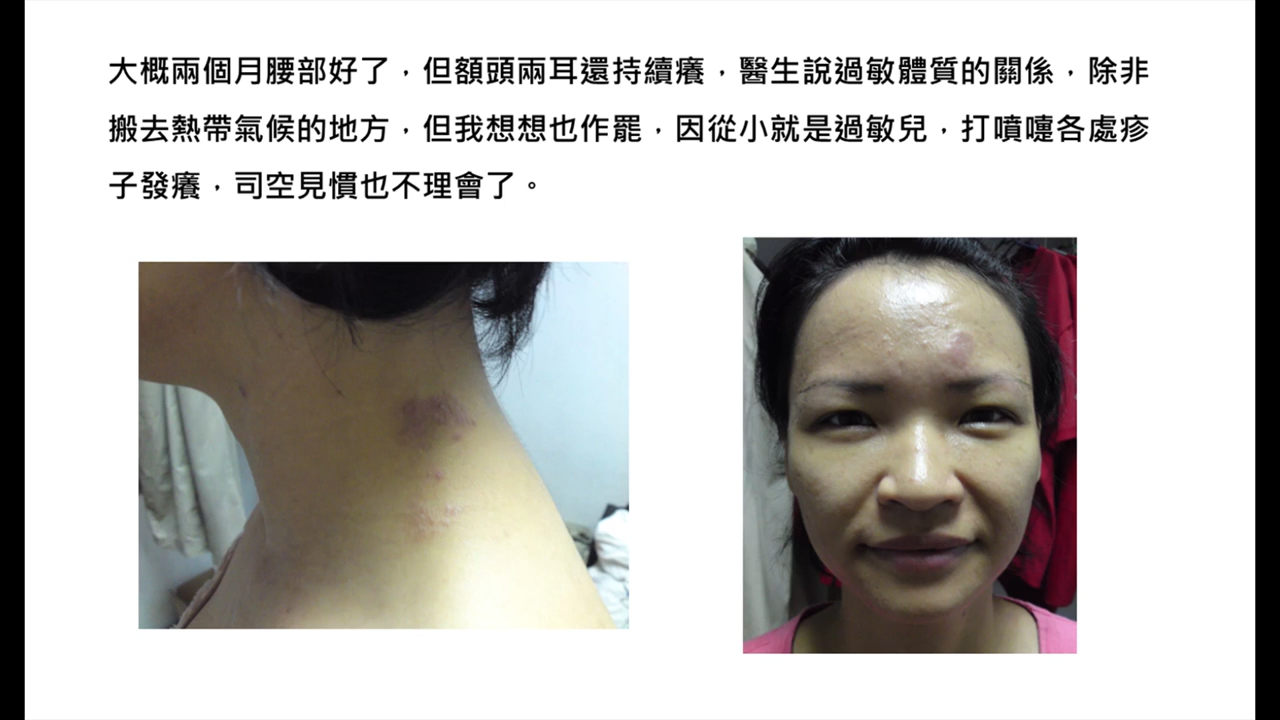 大概兩個月腰部好了，但額頭兩耳還持續癢，醫生說過敏體質的關係，除非
搬去熱帶氣候的地方，但我想想也作罷，因從小就是過敏兒，打噴嚏各處疹
子發癢，司空見慣也不理會了。